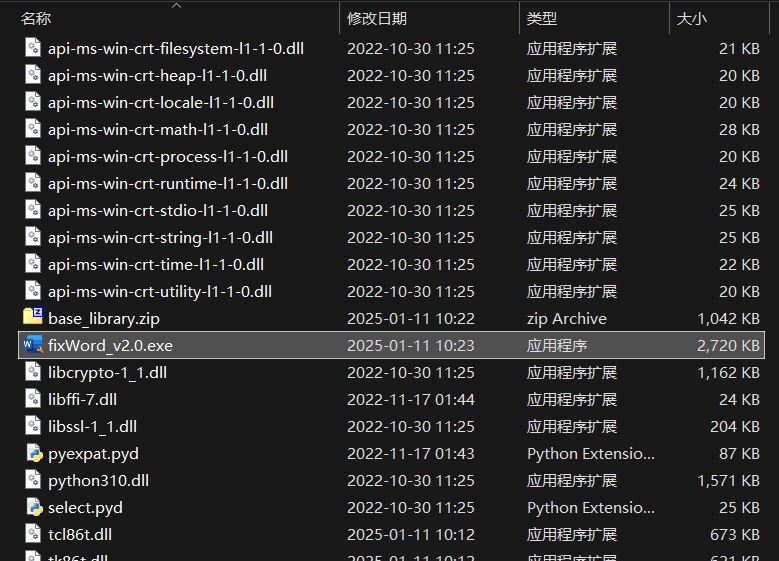 名称 修改日期 类型 大小
api-ms-win-crt-filesystem-l1-1-0.dll 2022-10-30 11:25 应用程序扩展 21 KB
api-ms-win-crt-heap-l1-1-0.dll 2022-10-30 11:25 应用程序扩展 20 KB
api-ms-win-crt-locale-l1-1-0.dll 2022-10-30 11:25 应用程序扩展 20 KB
api-ms-win-crt-math-l1-1-0.dll 2022-10-30 11:25 应用程序扩展 28 KB
api-ms-win-crt-process-l1-1-0.dll 2022-10-30 11:25 应用程序扩展 20 KB
api-ms-win-crt-runtime-l1-1-0.dll 2022-10-30 11:25 应用程序扩展 24 KB
api-ms-win-crt-stdio-l1-1-0.dll 2022-10-30 11:25 应用程序扩展 25 KB
api-ms-win-crt-string-l1-1-0.dll 2022-10-30 11:25 应用程序扩展 25 KB
api-ms-win-crt-time-l1-1-0.dll 2022-10-30 11:25 应用程序扩展 22 KB
api-ms-win-crt-utility-l1-1-0.dll 2022-10-30 11:25 应用程序扩展 20 KB
base_library.zip 2025-01-11 10:22 zip Archive 1,042 KB
fixWord_v2.0.exe 2025-01-11 10:23 应用程序 2,720 KB
libcrypto-1_1.dll 2022-10-30 11:25 应用程序扩展 1,162 KB
libffi-7.dll 2022-11-17 01:44 应用程序扩展 24 KB
libssl-1_1.dll 2022-10-30 11:25 应用程序扩展 204 KB
pyexpat.pyd 2022-11-17 01:43 Python Extensio... 87 KB
python310.dll 2022-10-30 11:25 应用程序扩展 1,571 KB
select.pyd 2022-10-30 11:25 Python Extensio... 25 KB
tcl86t.dll 2025-01-11 10:12 应用程序扩展 673 KB
tk86t.dll 2025-01-11 10:12 应用程序扩展 621 KB